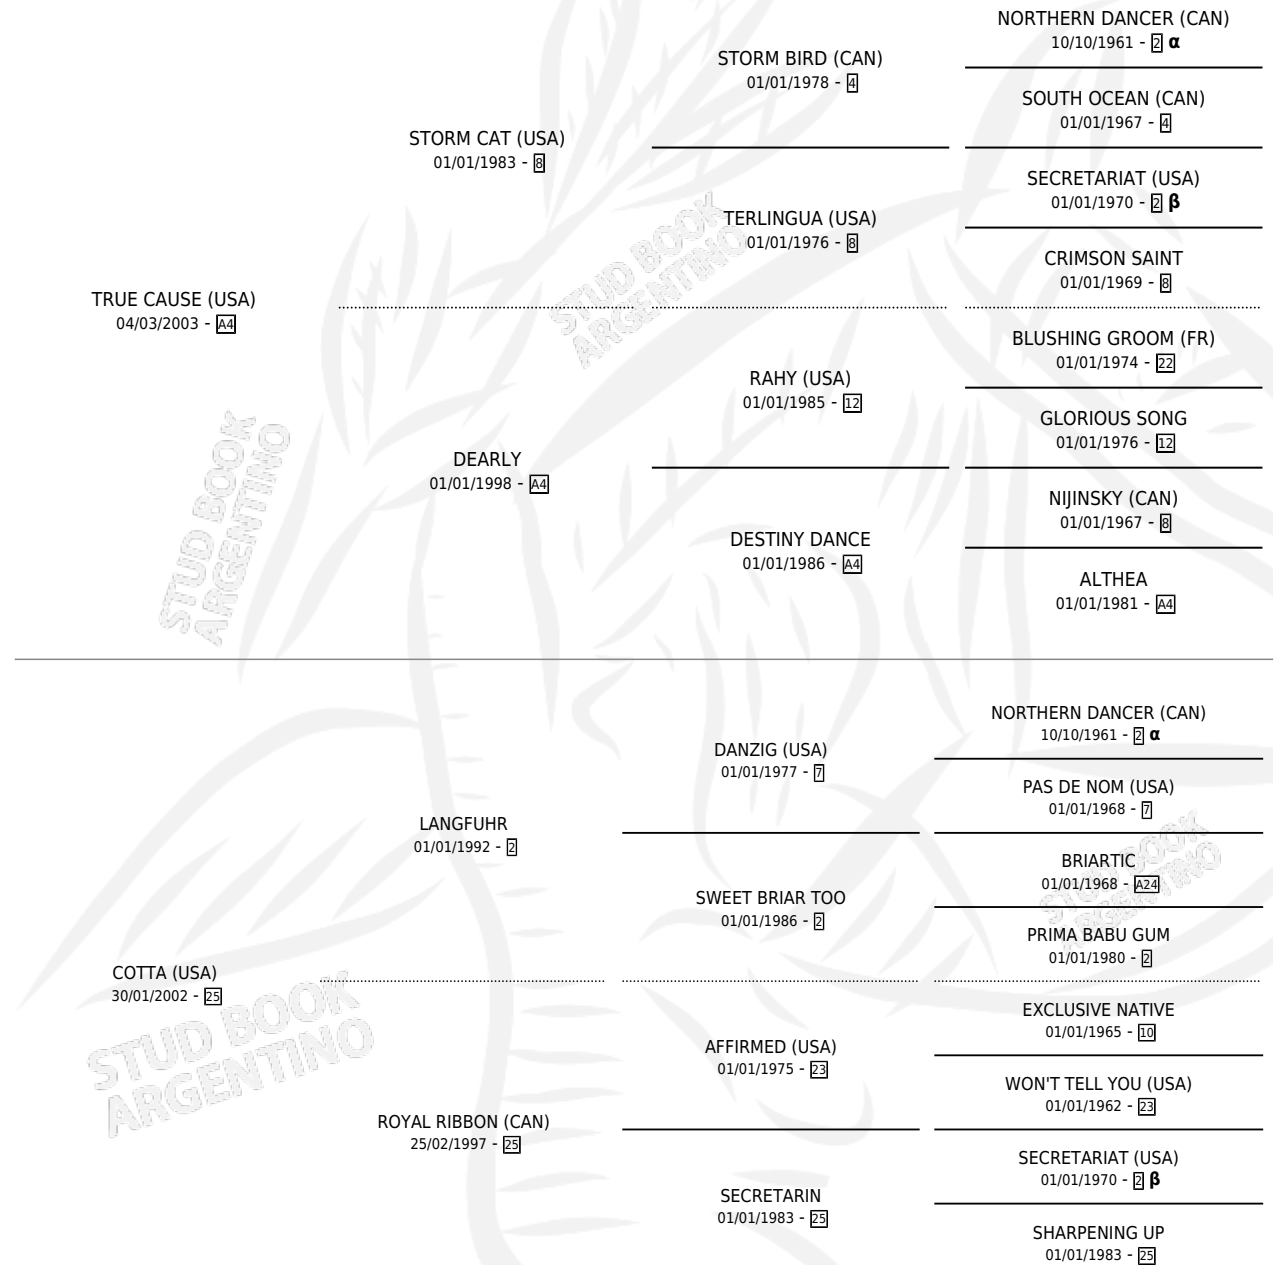 NORTHERN DANCER (CAN)
10/10/1961 - 2 α
STORM BIRD (CAN)
01/01/1978 - 4
SOUTH OCEAN (CAN)
01/01/1967 - 4
STORM CAT (USA)
01/01/1983 - 8
SECRETARIAT (USA)
01/01/1970 - 2 β
TERLINGUA (USA)
01/01/1976 - 8
CRIMSON SAINT
01/01/1969 - 8
TRUE CAUSE (USA)
04/03/2003 - A4
BLUSHING GROOM (FR)
01/01/1974 - 22
RAHY (USA)
01/01/1985 - 12
GLORIOUS SONG
01/01/1976 - 12
DEARLY
01/01/1998 - A4
NIJINSKY (CAN)
01/01/1967 - 8
DESTINY DANCE
01/01/1986 - A4
ALTHEA
01/01/1981 - A4
NORTHERN DANCER (CAN)
10/10/1961 - 2 α
DANZIG (USA)
01/01/1977 - 7
PAS DE NOM (USA)
01/01/1968 - 7
LANGFUHR
01/01/1992 - 2
BRIARTIC
01/01/1968 - A24
SWEET BRIAR TOO
01/01/1986 - 2
PRIMA BABU GUM
01/01/1980 - 2
COTTA (USA)
30/01/2002 - 25
EXCLUSIVE NATIVE
01/01/1965 - 10
AFFIRMED (USA)
01/01/1975 - 23
WON'T TELL YOU (USA)
01/01/1962 - 23
ROYAL RIBBON (CAN)
25/02/1997 - 25
SECRETARIAT (USA)
01/01/1970 - 2 β
SECRETARIN
01/01/1983 - 25
SHARPENING UP
01/01/1983 - 25
STUD BOOK
ARGENTINO
STUD BOOK
ARGENTINO
STUD BOOK
ARGENTINO
STUD BOOK
ARGENTINO